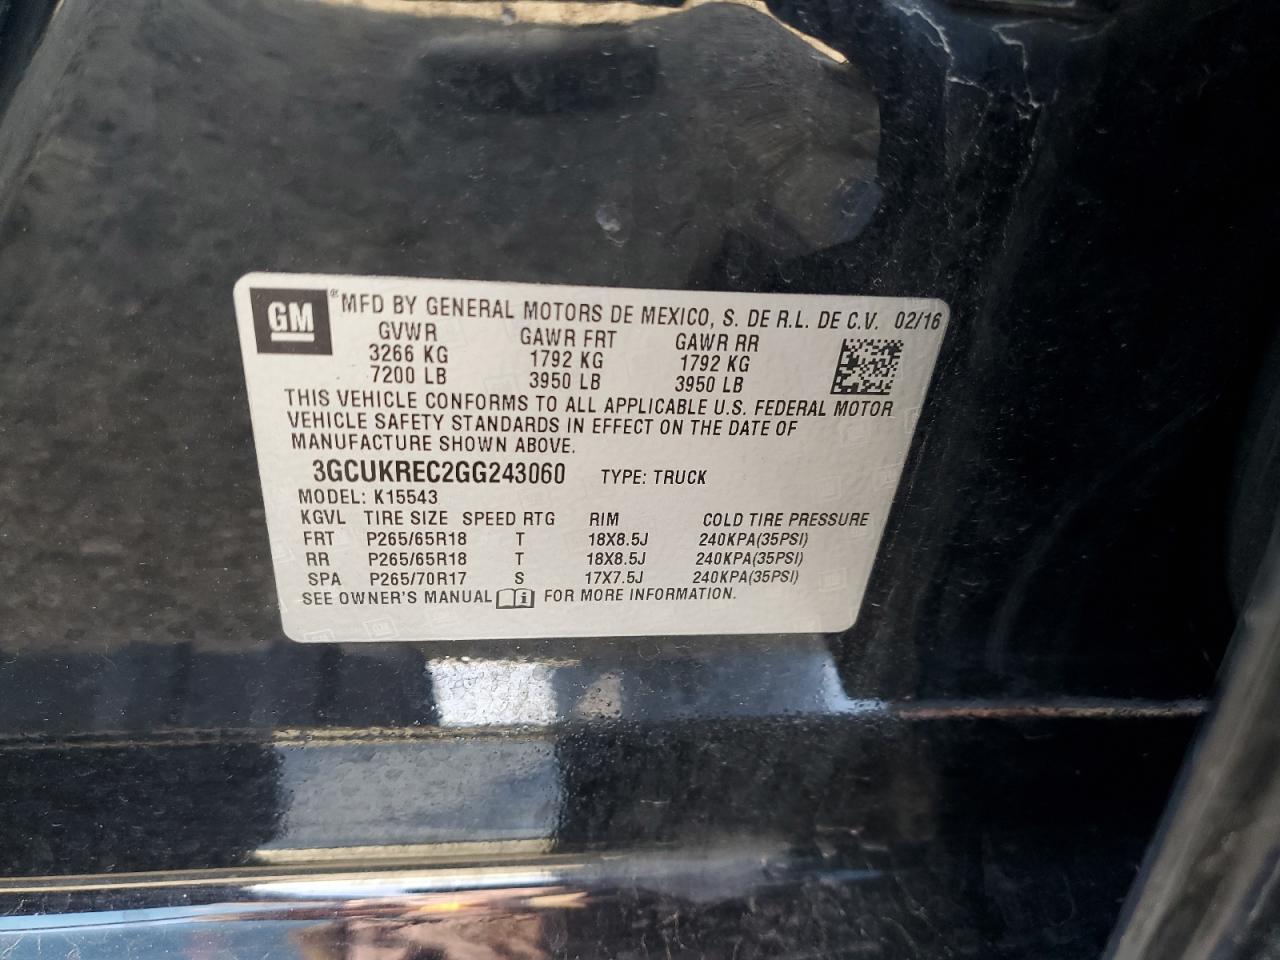 GM ® MFD BY GENERAL MOTORS DE MEXICO, S. DE R.L. DE C.V. 02/16
GVWR GAWR FRT GAWR RR
3266 KG 1792 KG 1792 KG
7200 LB 3950 LB 3950 LB
THIS VEHICLE CONFORMS TO ALL APPLICABLE U.S. FEDERAL MOTOR
VEHICLE SAFETY STANDARDS IN EFFECT ON THE DATE OF
MANUFACTURE SHOWN ABOVE.
3GCUKREC2GG243060 TYPE: TRUCK
MODEL: K15543
KGVL TIRE SIZE SPEED RTG RIM COLD TIRE PRESSURE
FRT P265/65R18 T 18X8.5J 240KPA(35PSI)
RR P265/65R18 T 18X8.5J 240KPA(35PSI)
SPA P265/70R17 S 17X7.5J 240KPA(35PSI)
SEE OWNER'S MANUAL i FOR MORE INFORMATION.